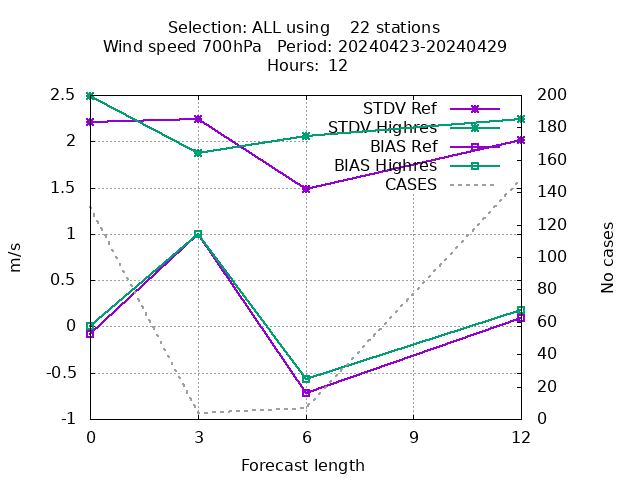 Selection: ALL using    22 stations
Wind speed 700hPa   Period: 20240423-20240429
Hours: 12
STDV Ref
STDV Highres
BIAS Ref
BIAS Highres
CASES
2.5
2
1.5
1
0.5
0
-0.5
-1
200
180
160
140
120
100
80
60
40
20
0
m/s
No cases
0 3 6 9 12
Forecast length